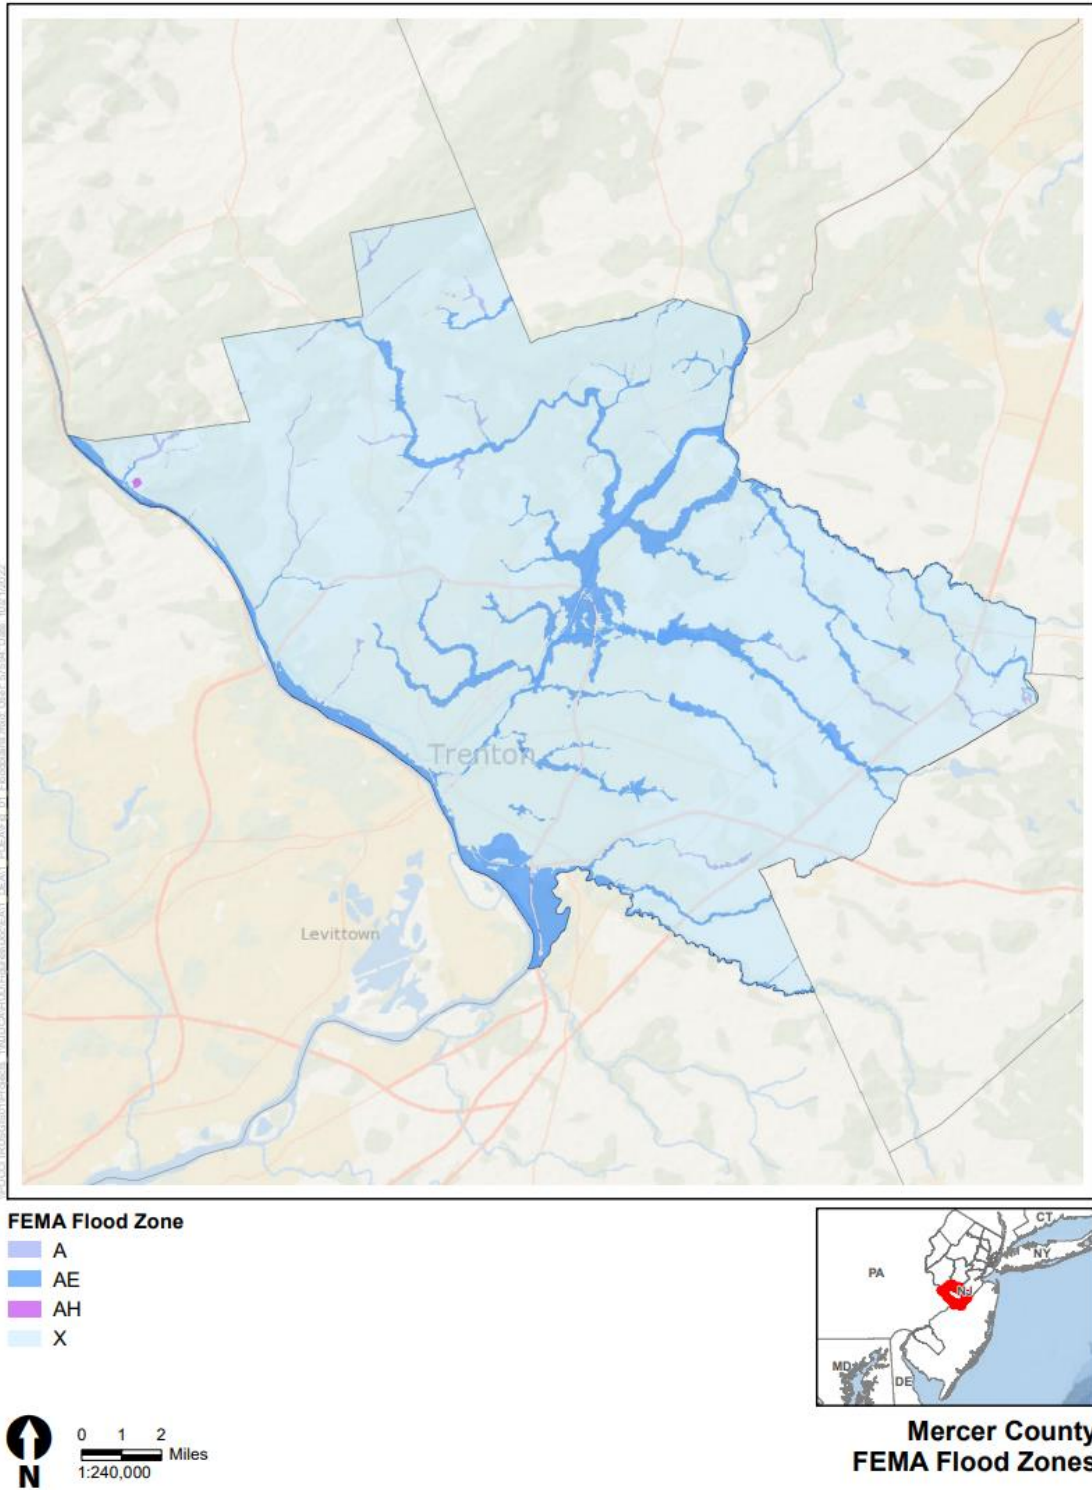 Trenton
Levittown
FEMA Flood Zone
A
AE
AH
X
CT
NY
PA
NJ
MD
DE
0 1 2
Miles
1:240,000
N
Mercer County
FEMA Flood Zones